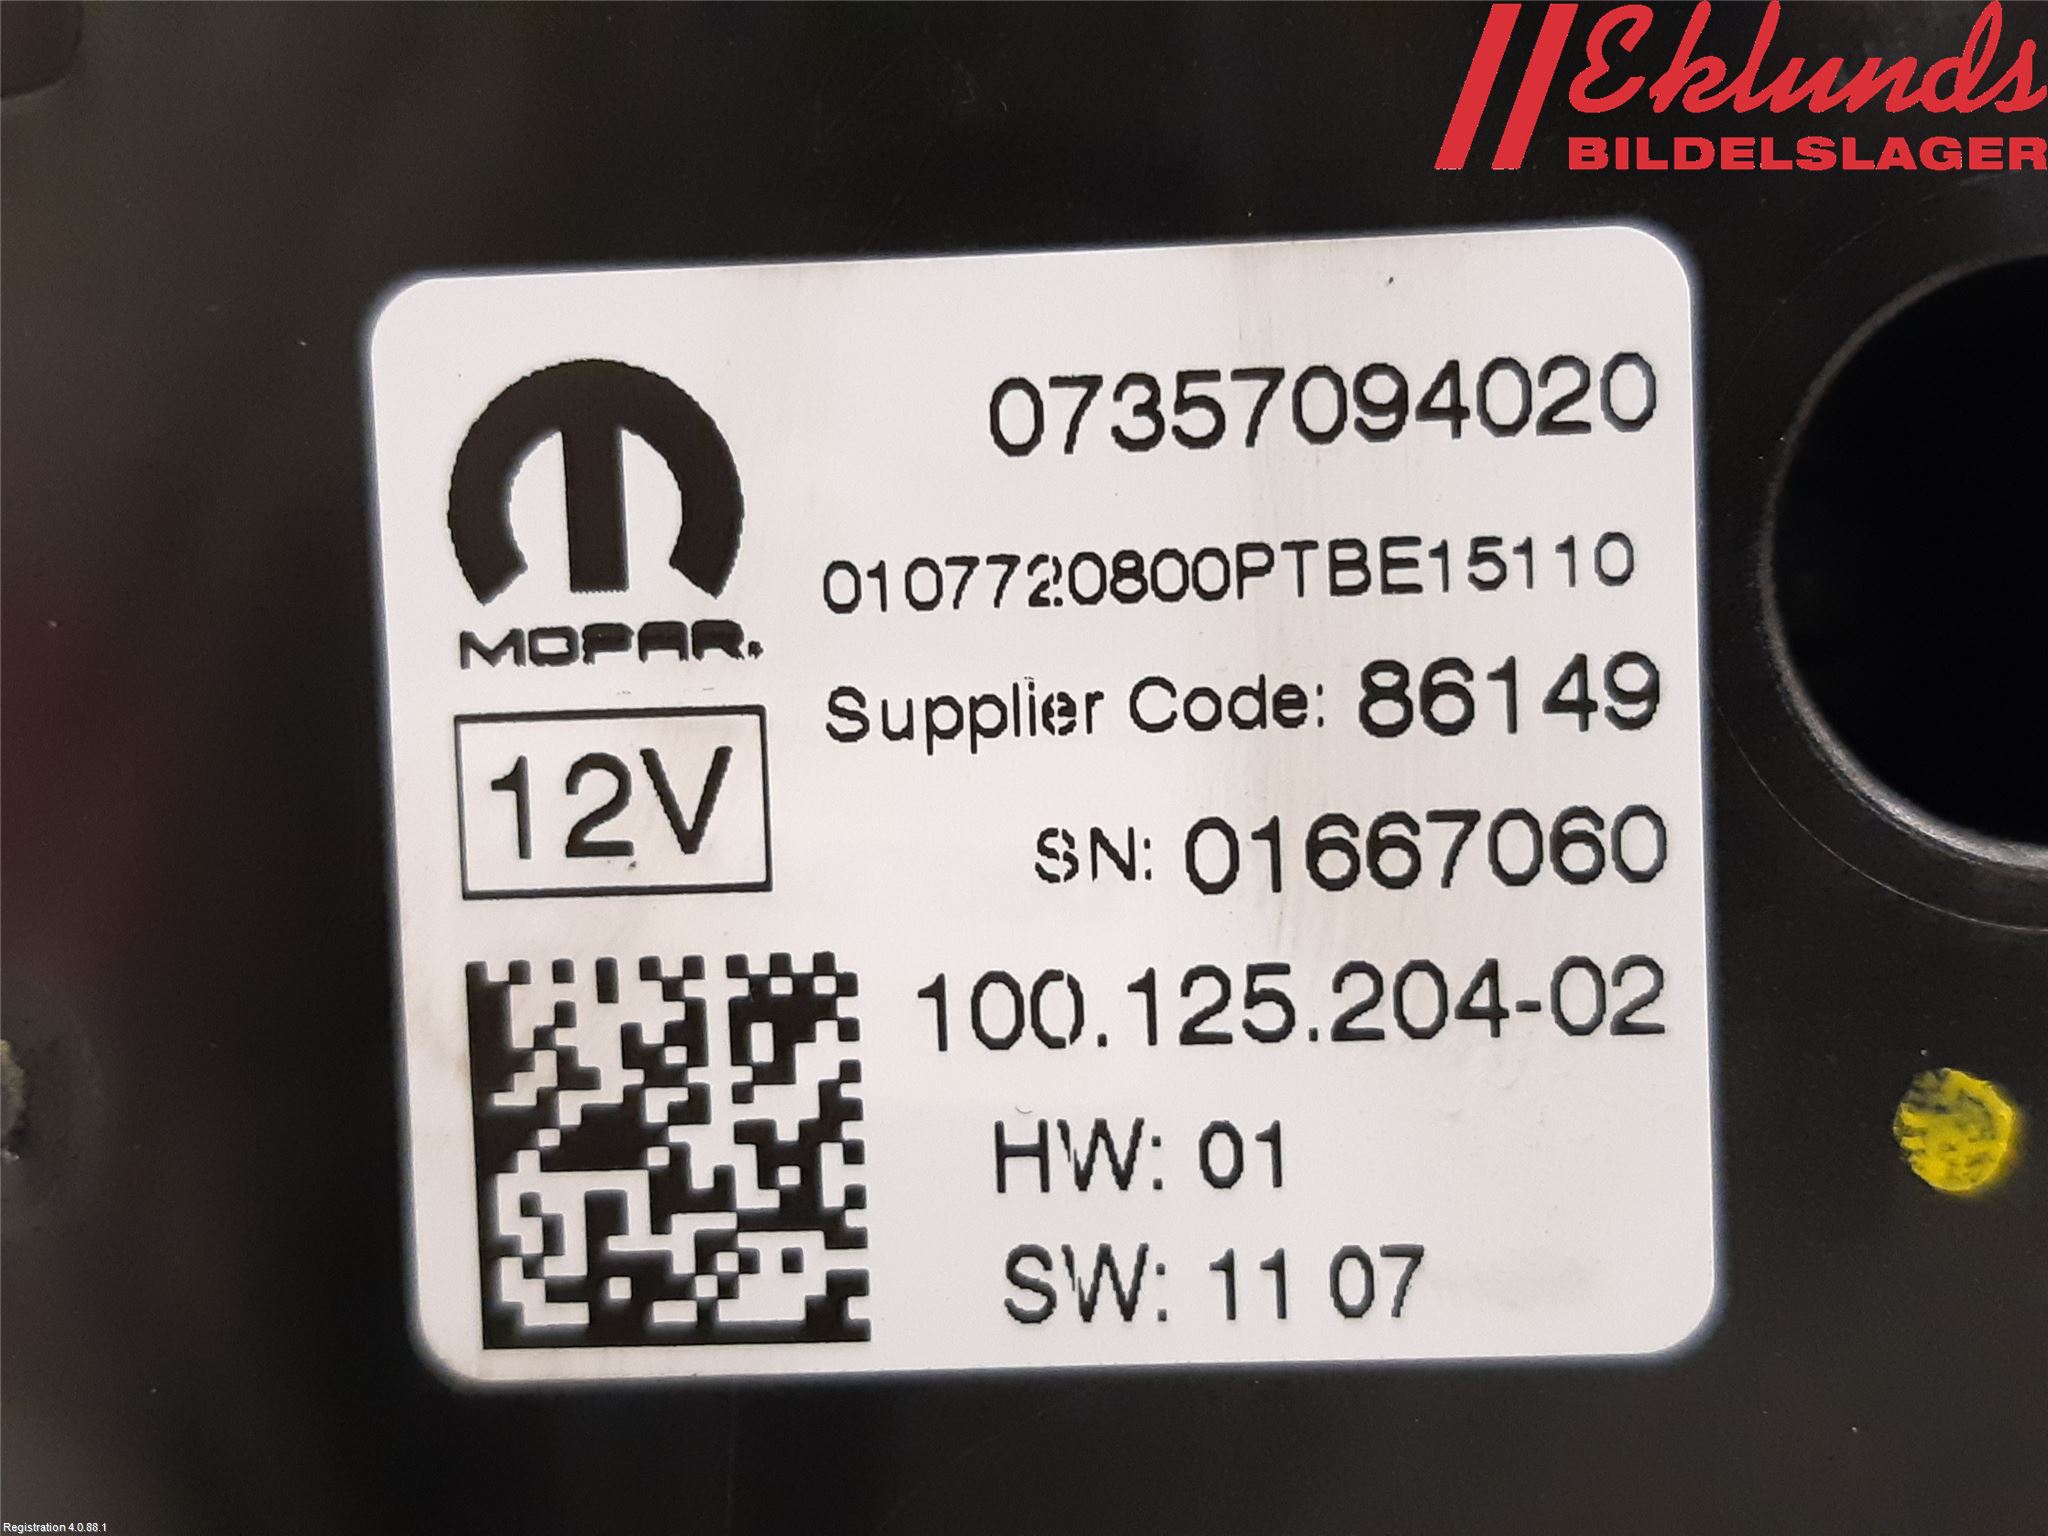 Eklunds
BILDELSLAGER
07357094020
0107720800PTBE15110
MOPAR.
Supplier Code: 86149
12V
SN: 01667060
100.125.204-02
HW: 01
SW: 11 07
Registration 4.0.88.1